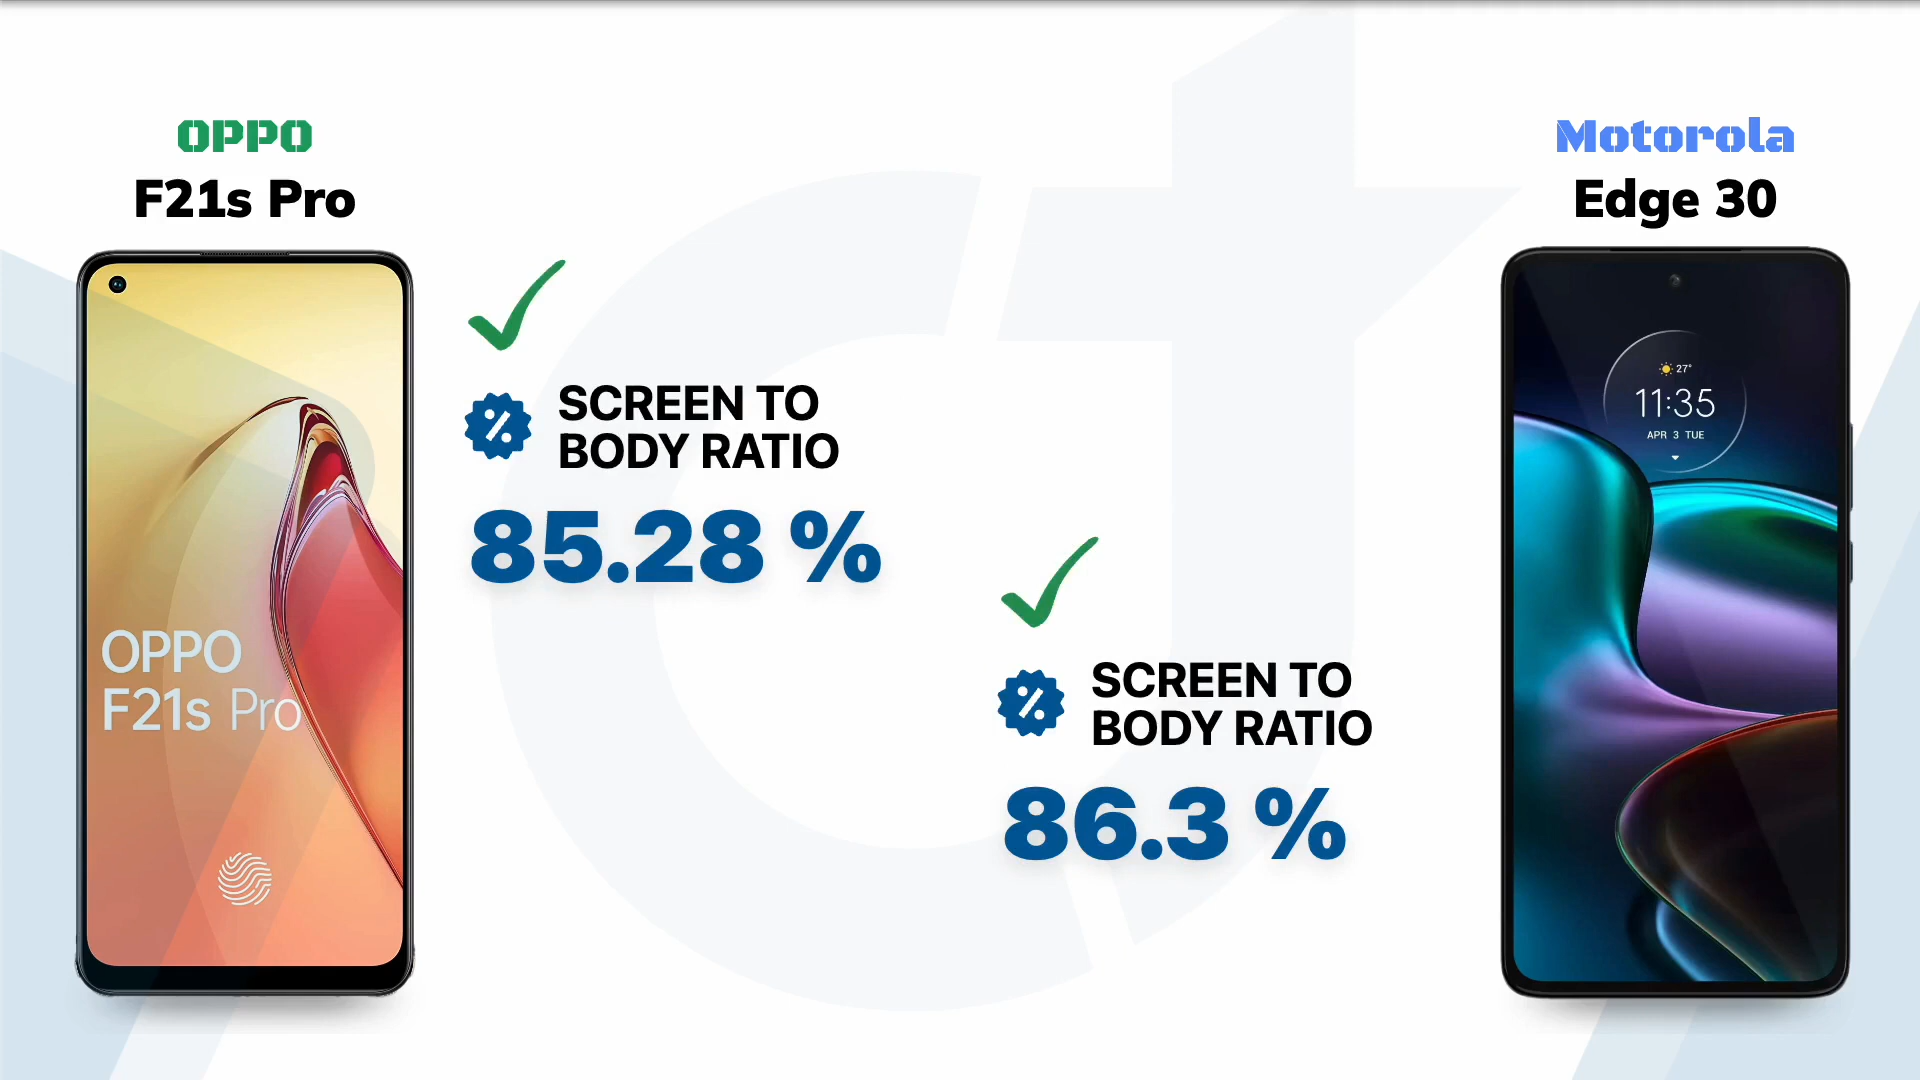 OPPO
F21s Pro
SCREEN TO
BODY RATIO
85.28 %
OPPO
F21s Pro
Motorola
Edge 30
27°
11:35
APR 3 TUE
SCREEN TO
BODY RATIO
86.3 %